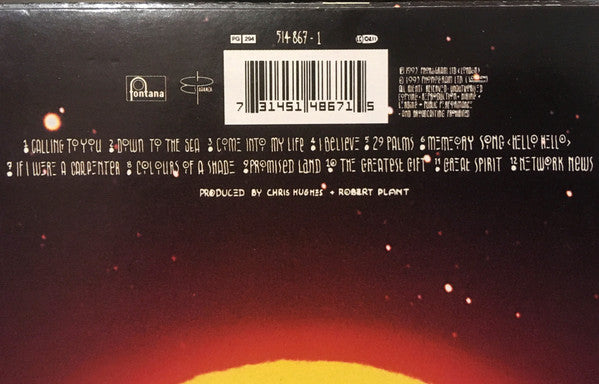 PG 294
514 867-1
fontana
7 31451 48671 5
1 CALLING TO YOU 2 DOWN TO THE SEA 3 COME INTO MY LIFE 4 I BELIEVE 5 29 PALMS 6 MEMORY SONG <HELLO HELLO>
7 IF I WERE A CARPENTER 8 COLOURS OF A SHADE 9 PROMISED LAND 10 THE GREATEST GIFT 11 GREAT SPIRIT 12 NETWORK NEWS
PRODUCED BY CHRIS HUGHES + ROBERT PLANT